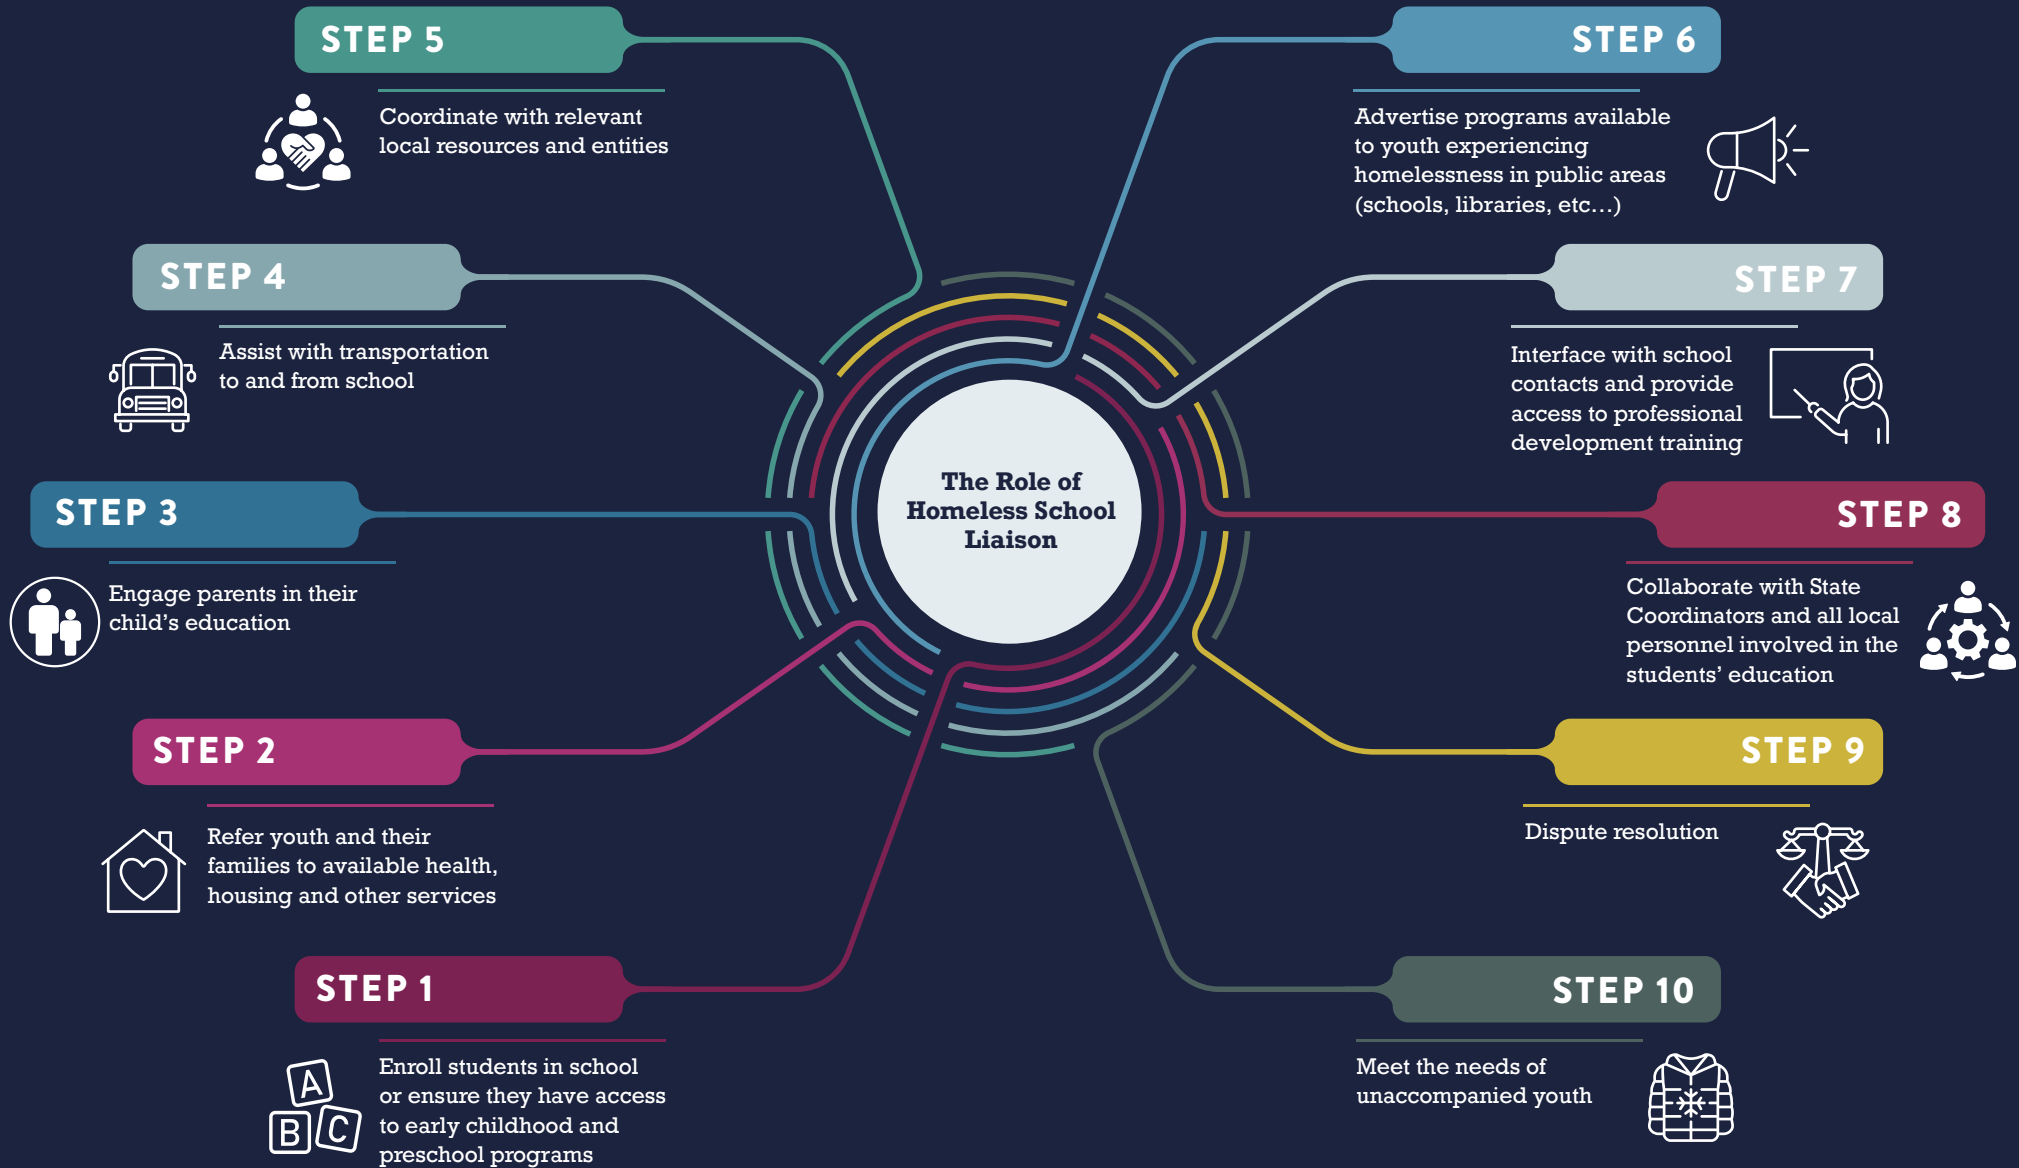 The Role of
Homeless School
Liaison
STEP 1
Enroll students in school
or ensure they have access
to early childhood and
preschool programs
A
B C
STEP 2
Refer youth and their
families to available health,
housing and other services
STEP 3
Engage parents in their
child’s education
STEP 4
Assist with transportation
to and from school
STEP 5
Coordinate with relevant
local resources and entities
STEP 6
Advertise programs available
to youth experiencing
homelessness in public areas
(schools, libraries, etc...)
STEP 7
Interface with school
contacts and provide
access to professional
development training
STEP 8
Collaborate with State
Coordinators and all local
personnel involved in the
students’ education
STEP 9
Dispute resolution
STEP 10
Meet the needs of
unaccompanied youth